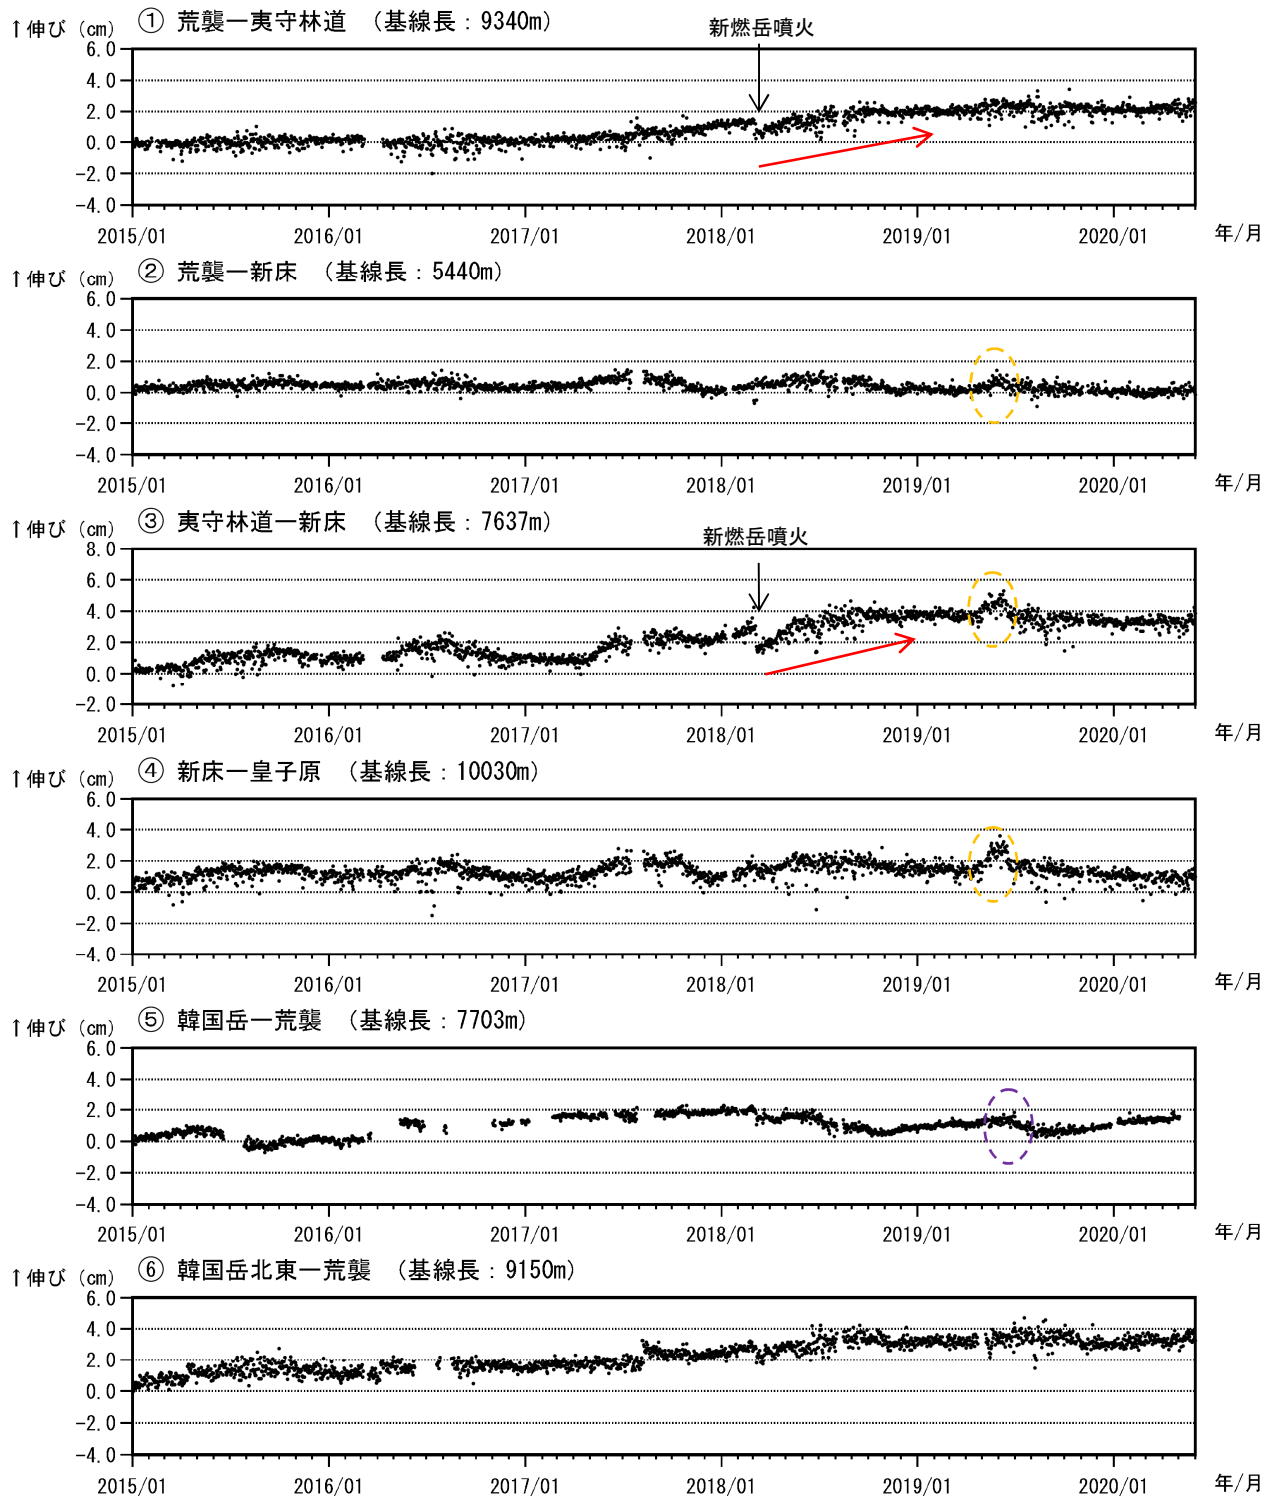 ① 荒襲ー夷守林道 （基線長：9340m）
↑伸び（cm）
新燃岳噴火
6.0
4.0
2.0
0.0
-2.0
-4.0
2015/01 2016/01 2017/01 2018/01 2019/01 2020/01 年/月
② 荒襲ー新床 （基線長：5440m）
↑伸び（cm）
6.0
4.0
2.0
0.0
-2.0
-4.0
2015/01 2016/01 2017/01 2018/01 2019/01 2020/01 年/月
③ 夷守林道ー新床 （基線長：7637m）
↑伸び（cm）
新燃岳噴火
8.0
6.0
4.0
2.0
0.0
-2.0
2015/01 2016/01 2017/01 2018/01 2019/01 2020/01 年/月
④ 新床ー皇子原 （基線長：10030m）
↑伸び（cm）
6.0
4.0
2.0
0.0
-2.0
-4.0
2015/01 2016/01 2017/01 2018/01 2019/01 2020/01 年/月
⑤ 韓国岳ー荒襲 （基線長：7703m）
↑伸び（cm）
6.0
4.0
2.0
0.0
-2.0
-4.0
2015/01 2016/01 2017/01 2018/01 2019/01 2020/01 年/月
⑥ 韓国岳北東ー荒襲 （基線長：9150m）
↑伸び（cm）
6.0
4.0
2.0
0.0
-2.0
-4.0
2015/01 2016/01 2017/01 2018/01 2019/01 2020/01 年/月